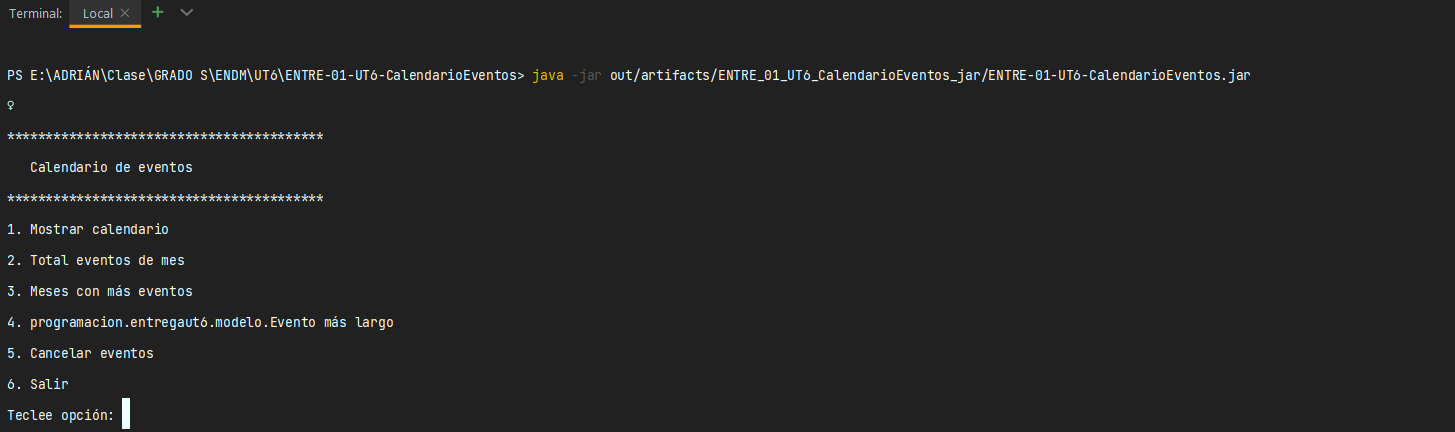 Terminal: Local × + ⌄
PS E:\ADRIÁN\Clase\GRADO S\ENDM\UT6\ENTRE-01-UT6-CalendarioEventos> java -jar out/artifacts/ENTRE_01_UT6_CalendarioEventos_jar/ENTRE-01-UT6-CalendarioEventos.jar
♀
*****************************************
Calendario de eventos
*****************************************
1. Mostrar calendario
2. Total eventos de mes
3. Meses con más eventos
4. programacion.entregaut6.modelo.Evento más largo
5. Cancelar eventos
6. Salir
Teclee opción: